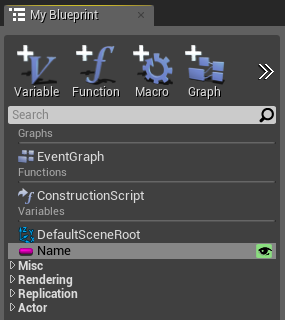 My Blueprint
Variable Function Macro Graph
Search
Graphs
EventGraph
Functions
ConstructionScript
Variables
DefaultSceneRoot
Name
Misc
Rendering
Replication
Actor